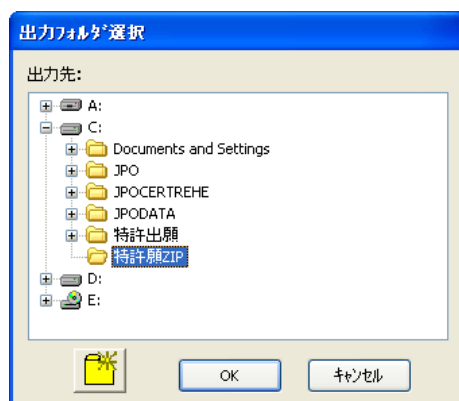 出力ﾌｫﾙﾀﾞ選択
出力先:
A:
C:
Documents and Settings
JPO
JPOCERTREHE
JPODATA
特許出願
特許願ZIP
D:
E:
OK
ｷｬﾝｾﾙ